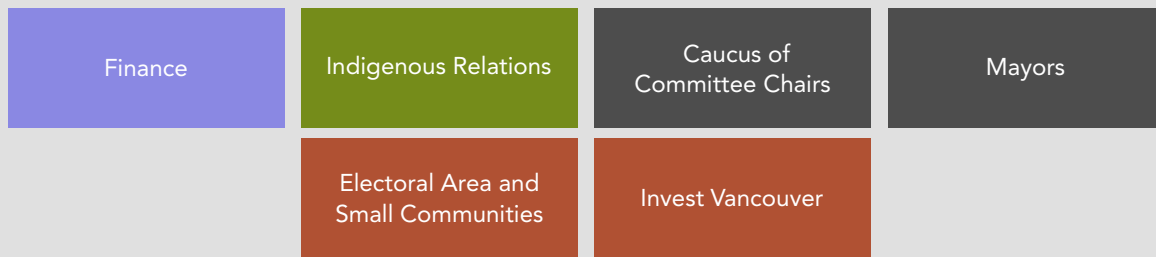 Finance
Indigenous Relations
Caucus of
Committee Chairs
Mayors
Electoral Area and
Small Communities
Invest Vancouver